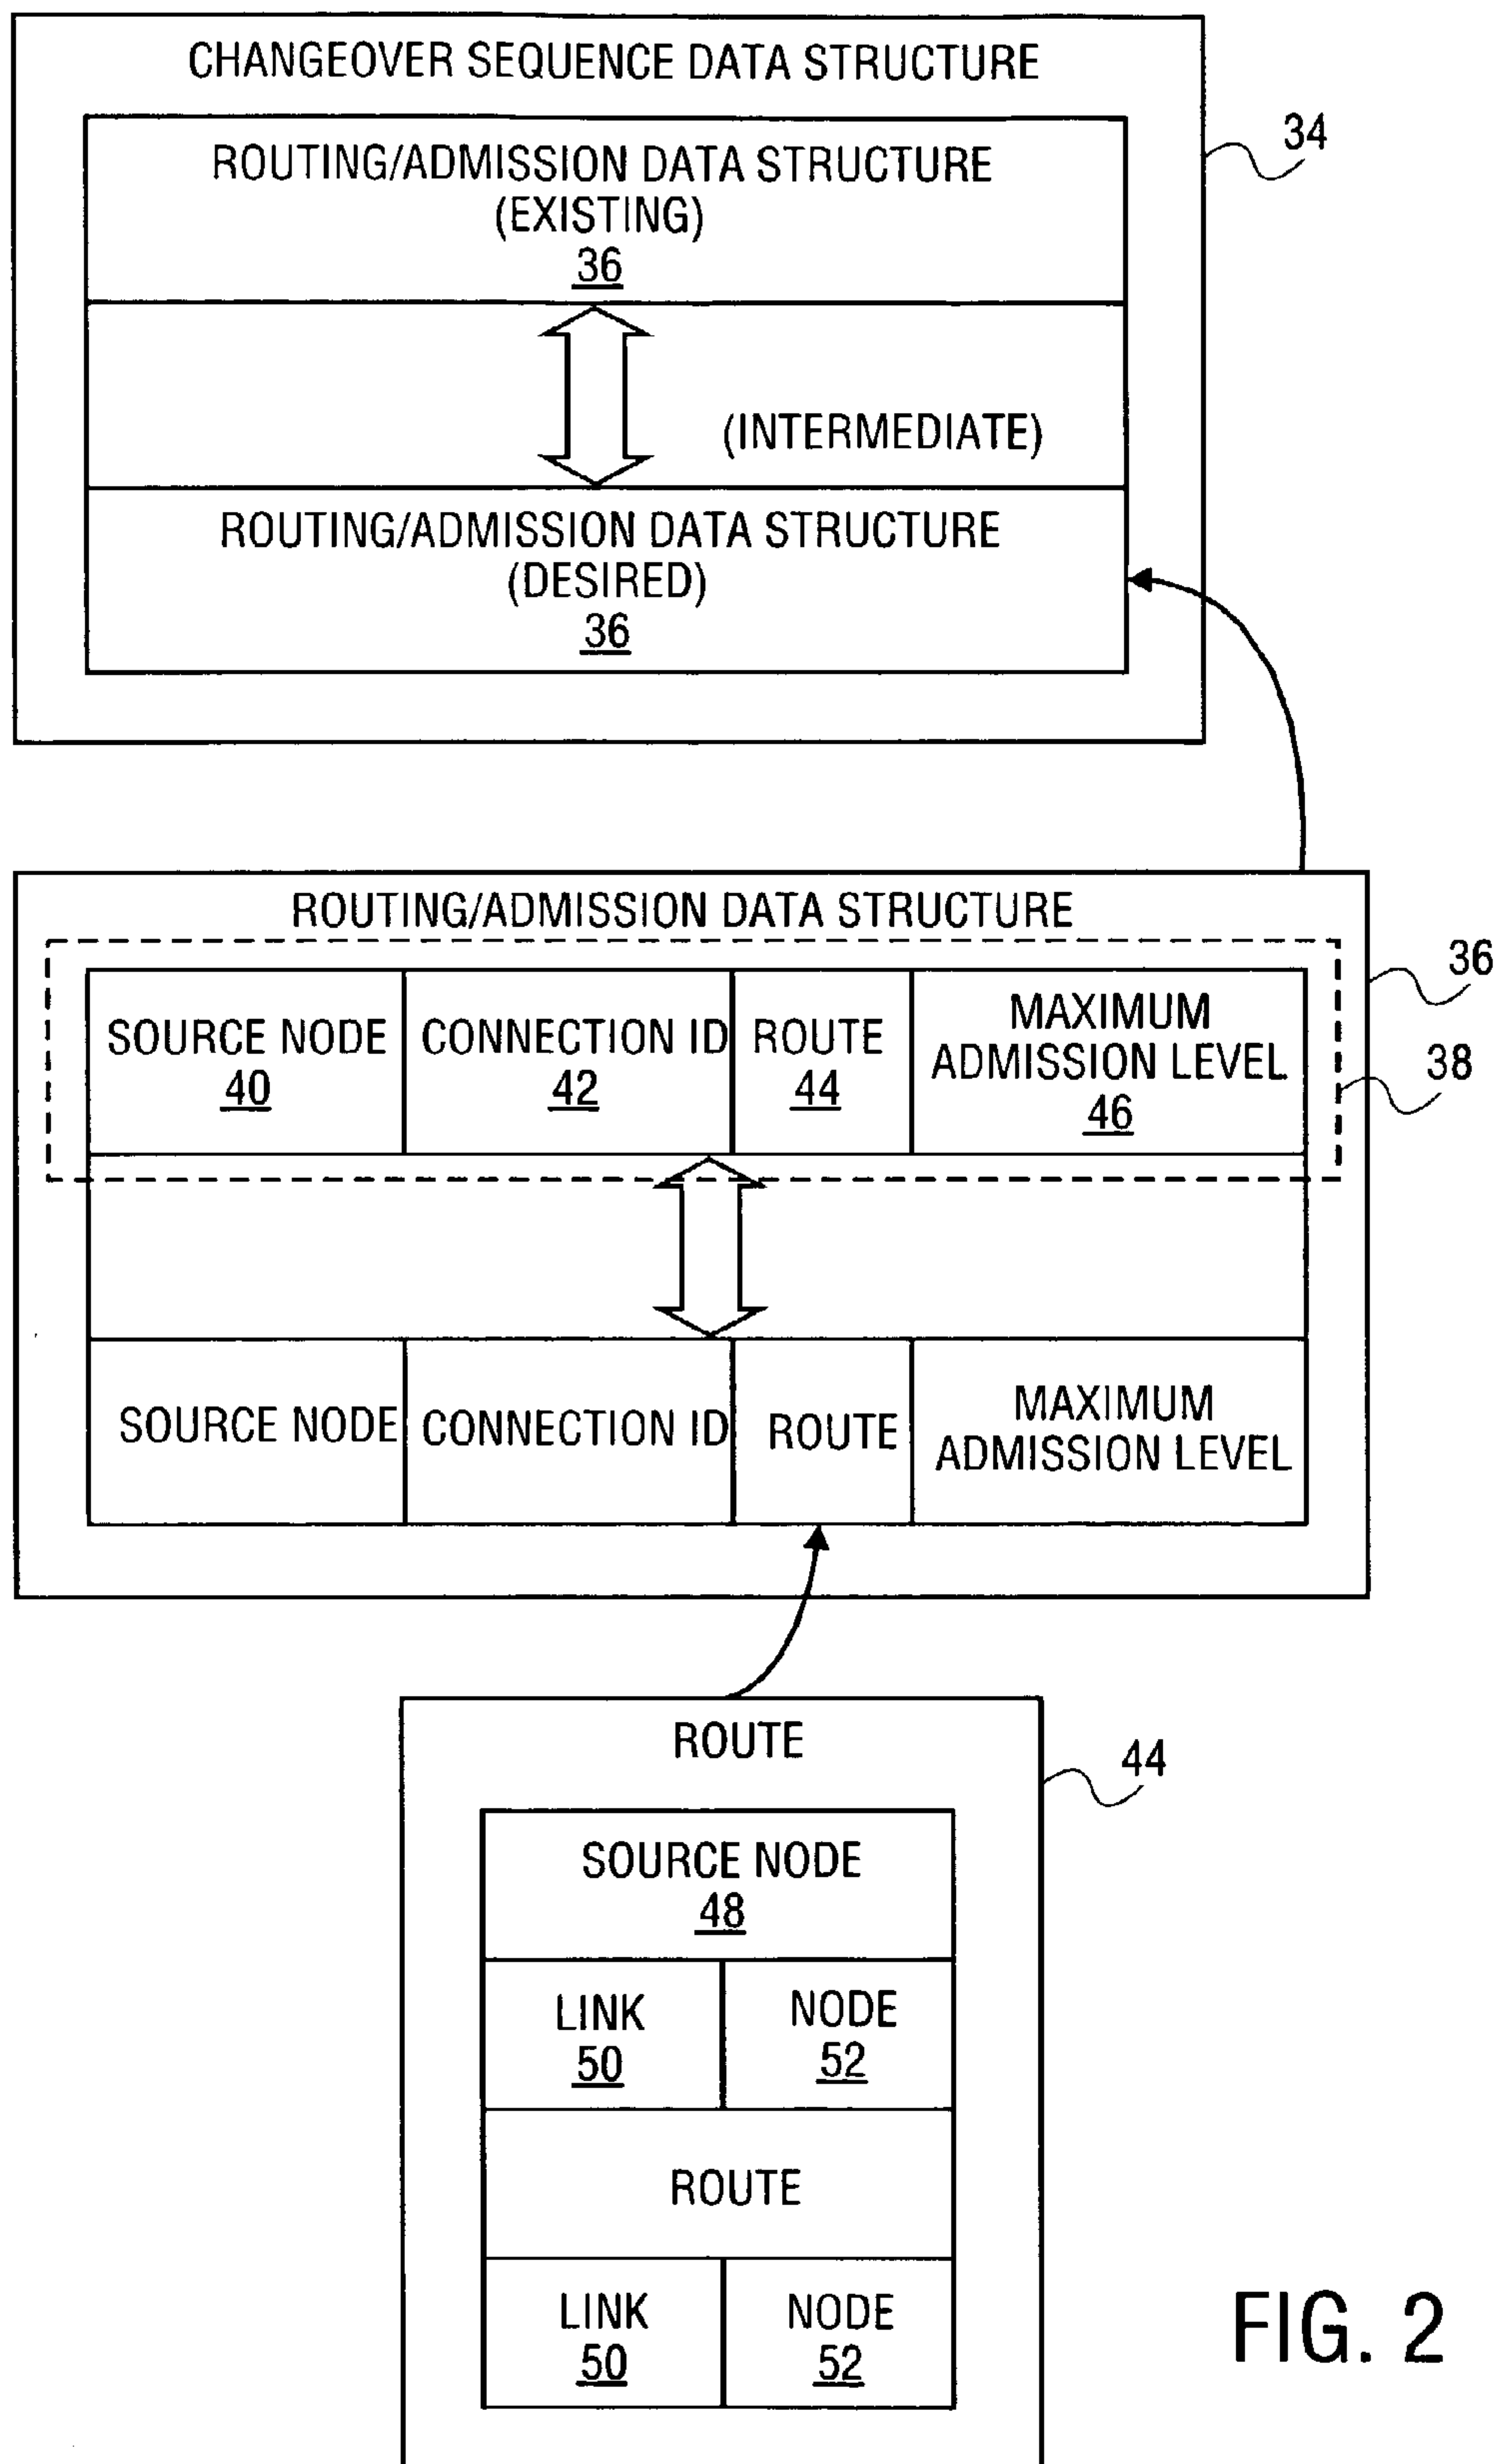 CHANGEOVER SEQUENCE DATA STRUCTURE
34
ROUTING/ADMISSION DATA STRUCTURE
(EXISTING)
36
(INTERMEDIATE)
ROUTING/ADMISSION DATA STRUCTURE
(DESIRED)
36
ROUTING/ADMISSION DATA STRUCTURE
36
38
SOURCE NODE
40
CONNECTION ID
42
ROUTE
44
MAXIMUM
ADMISSION LEVEL
46
SOURCE NODE
CONNECTION ID
ROUTE
MAXIMUM
ADMISSION LEVEL
ROUTE
44
SOURCE NODE
48
LINK
50
NODE
52
ROUTE
LINK
50
NODE
52
FIG. 2